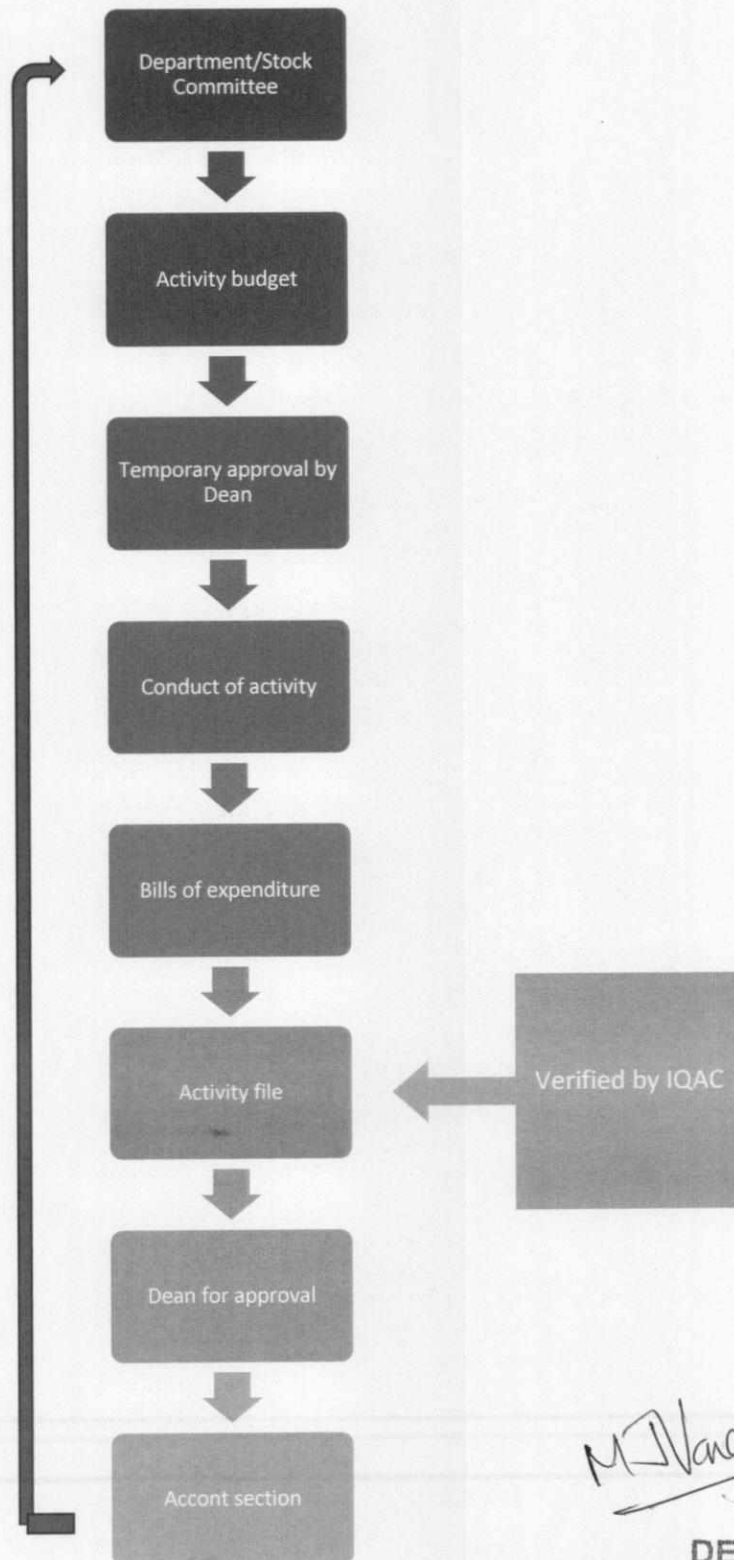 Department/Stock
Committee
Activity budget
Temporary approval by
Dean
Conduct of activity
Bills of expenditure
Activity file
Verified by IQAC
Dean for approval
Accont section